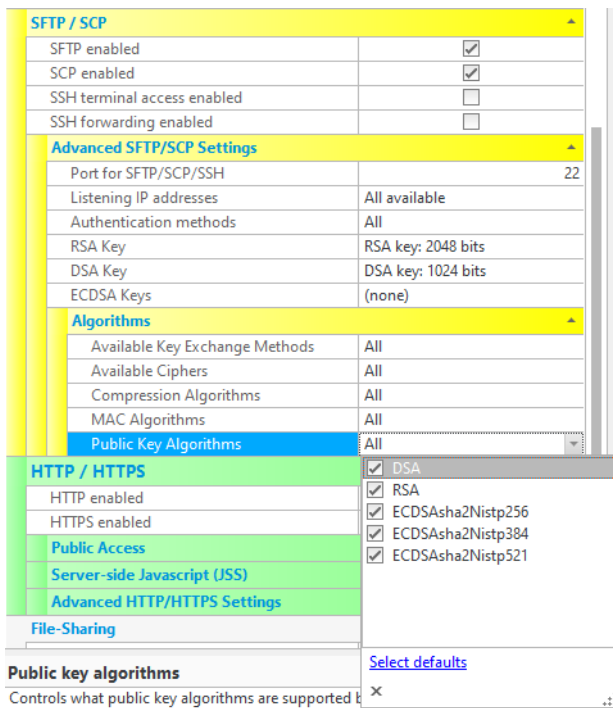 SFTP / SCP
SFTP enabled
SCP enabled
SSH terminal access enabled
SSH forwarding enabled
Advanced SFTP/SCP Settings
Port for SFTP/SCP/SSH 22
Listening IP addresses All available
Authentication methods All
RSA Key RSA key: 2048 bits
DSA Key DSA key: 1024 bits
ECDSA Keys (none)
Algorithms
Available Key Exchange Methods All
Available Ciphers All
Compression Algorithms All
MAC Algorithms All
Public Key Algorithms All
HTTP / HTTPS
HTTP enabled
HTTPS enabled
Public Access
Server-side Javascript (JSS)
Advanced HTTP/HTTPS Settings
File-Sharing
DSA
RSA
ECDSAsha2Nistp256
ECDSAsha2Nistp384
ECDSAsha2Nistp521
Select defaults
Public key algorithms
Controls what public key algorithms are supported